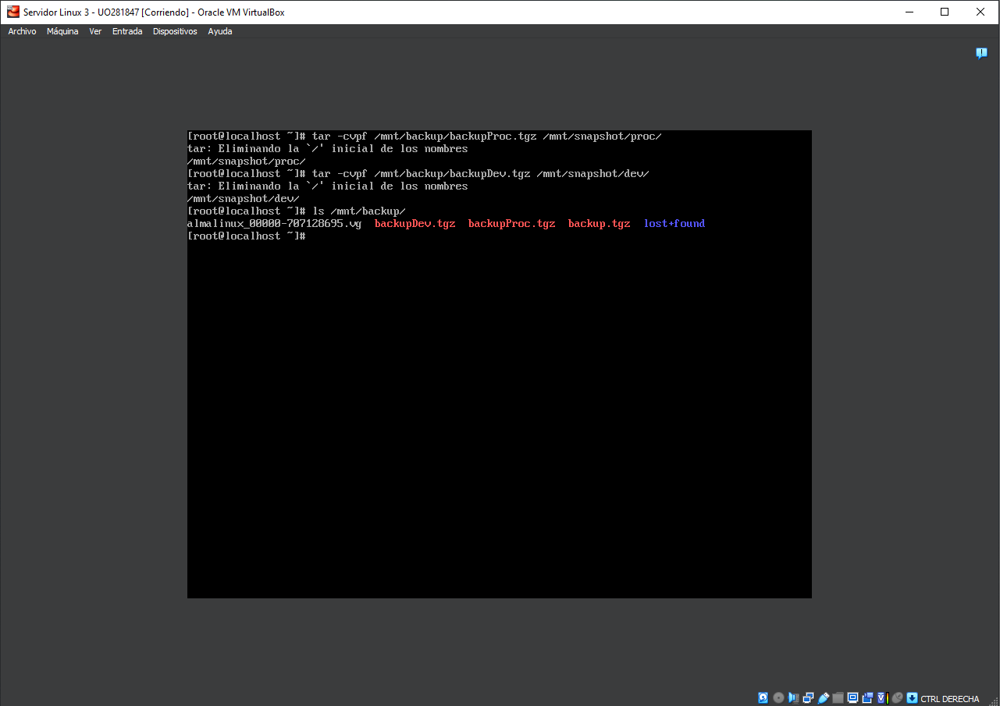 Servidor Linux 3 - UO281847 [Corriendo] - Oracle VM VirtualBox
Archivo Máquina Ver Entrada Dispositivos Ayuda
[root@localhost ~]# tar -cvpf /mnt/backup/backupProc.tgz /mnt/snapshot/proc/
tar: Eliminando la `/' inicial de los nombres
/mnt/snapshot/proc/
[root@localhost ~]# tar -cvpf /mnt/backup/backupDev.tgz /mnt/snapshot/dev/
tar: Eliminando la `/' inicial de los nombres
/mnt/snapshot/dev/
[root@localhost ~]# ls /mnt/backup/
almalinux_00000-707128695.vg backupDev.tgz backupProc.tgz backup.tgz lost+found
[root@localhost ~]#
CTRL DERECHA